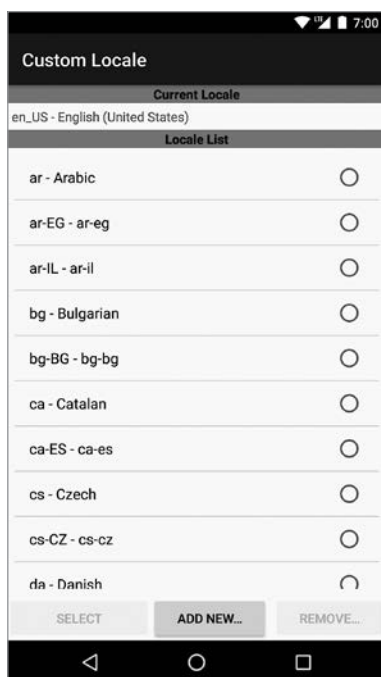 LTE 7:00
Custom Locale
Current Locale
en_US - English (United States)
Locale List
ar - Arabic
ar-EG - ar-eg
ar-IL - ar-il
bg - Bulgarian
bg-BG - bg-bg
ca - Catalan
ca-ES - ca-es
cs - Czech
cs-CZ - cs-cz
da - Danish
SELECT ADD NEW... REMOVE...